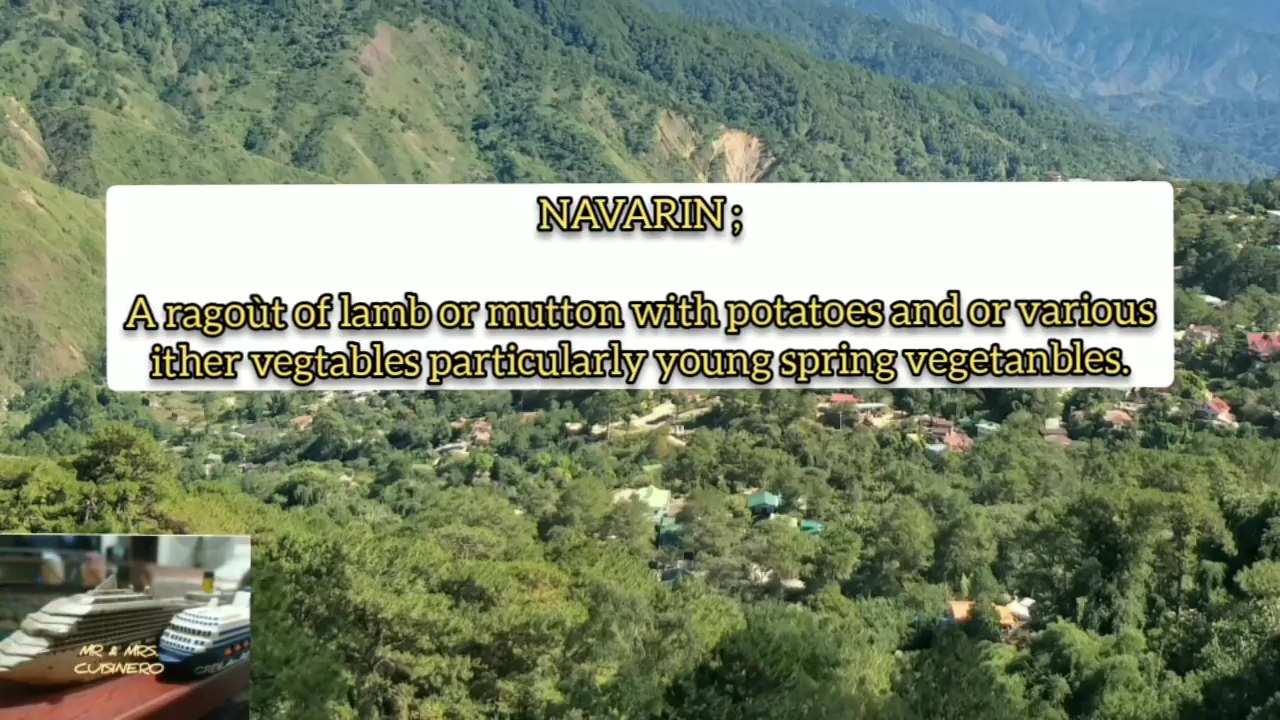 NAVARIN ;
A ragoùt of lamb or mutton with potatoes and or various
ither vegtables particularly young spring vegetanbles.
MR & MRS.
CUISINERO